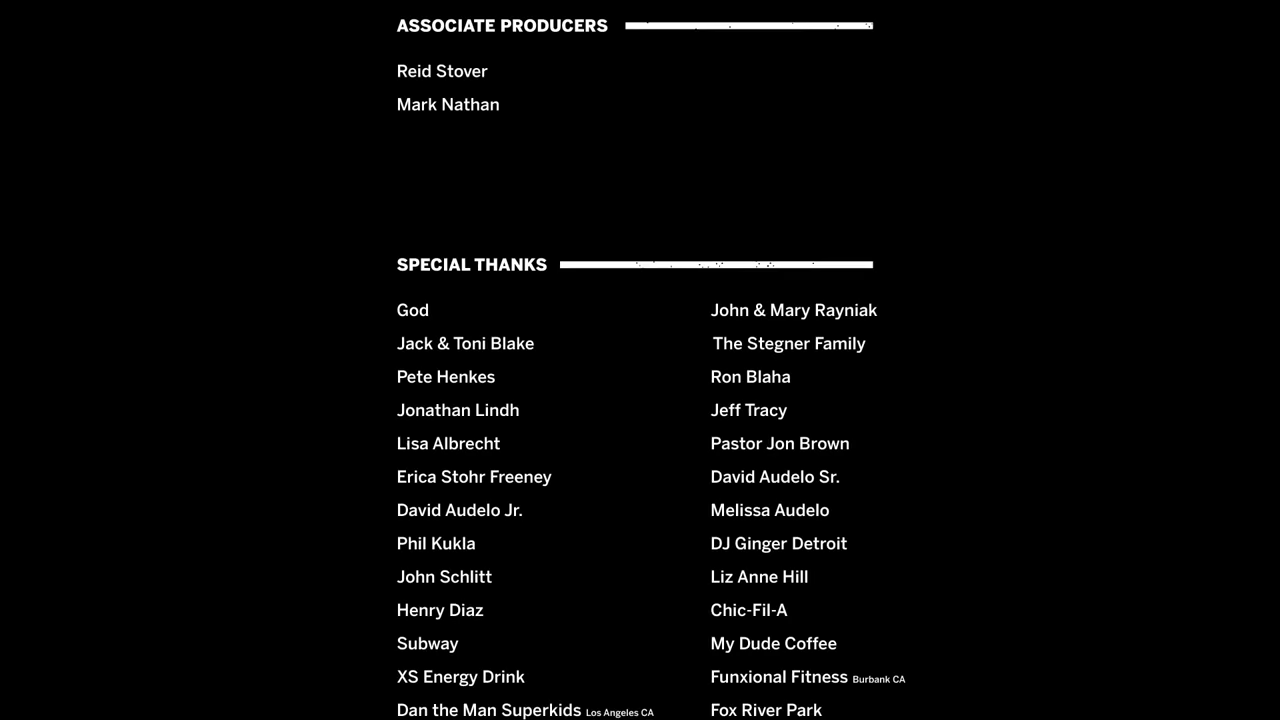 ASSOCIATE PRODUCERS
Reid Stover
Mark Nathan
SPECIAL THANKS
God
Jack & Toni Blake
Pete Henkes
Jonathan Lindh
Lisa Albrecht
Erica Stohr Freeney
David Audelo Jr.
Phil Kukla
John Schlitt
Henry Diaz
Subway
XS Energy Drink
Dan the Man Superkids Los Angeles CA
John & Mary Rayniak
The Stegner Family
Ron Blaha
Jeff Tracy
Pastor Jon Brown
David Audelo Sr.
Melissa Audelo
DJ Ginger Detroit
Liz Anne Hill
Chic-Fil-A
My Dude Coffee
Funxional Fitness Burbank CA
Fox River Park